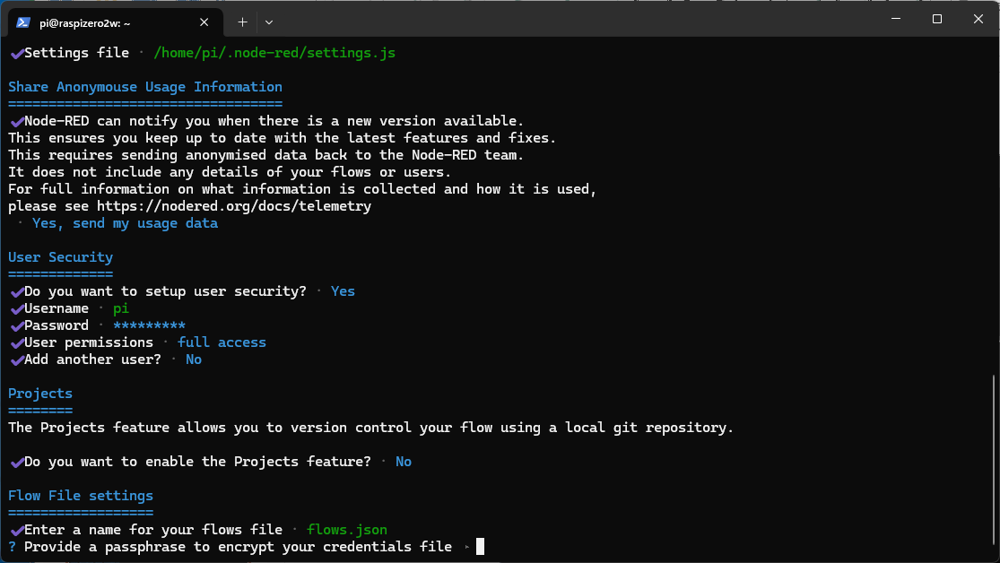 pi@raspizero2w: ~
✔Settings file · /home/pi/.node-red/settings.js
Share Anonymouse Usage Information
==================================
✔Node-RED can notify you when there is a new version available.
This ensures you keep up to date with the latest features and fixes.
This requires sending anonymised data back to the Node-RED team.
It does not include any details of your flows or users.
For full information on what information is collected and how it is used,
please see https://nodered.org/docs/telemetry
· Yes, send my usage data
User Security
=============
✔Do you want to setup user security? · Yes
✔Username · pi
✔Password · *********
✔User permissions · full access
✔Add another user? · No
Projects
========
The Projects feature allows you to version control your flow using a local git repository.
✔Do you want to enable the Projects feature? · No
Flow File settings
==================
✔Enter a name for your flows file · flows.json
? Provide a passphrase to encrypt your credentials file ▸